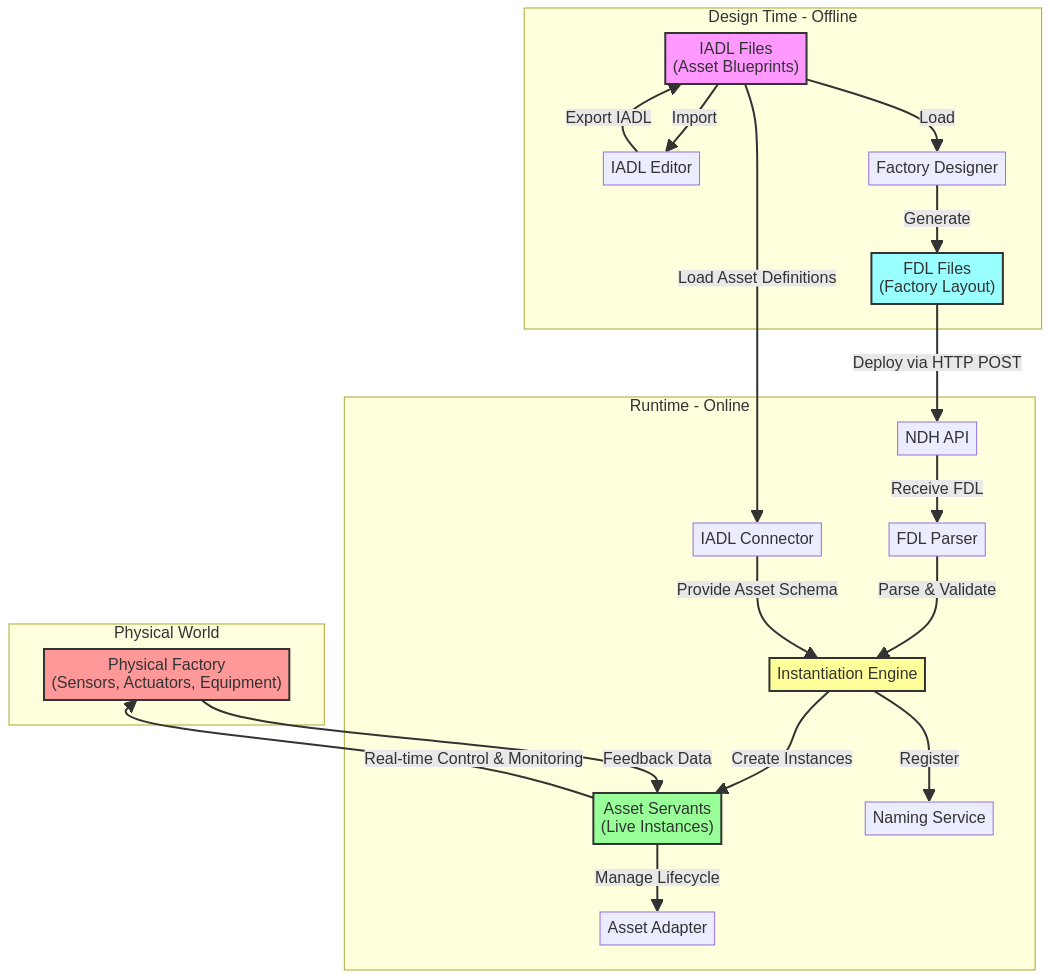 Design Time - Offline
IADL Files
(Asset Blueprints)
Export IADL
Import
Load
IADL Editor
Factory Designer
Generate
Load Asset Definitions
FDL Files
(Factory Layout)
Deploy via HTTP POST
Runtime - Online
NDH API
Receive FDL
IADL Connector
FDL Parser
Provide Asset Schema
Parse & Validate
Physical World
Physical Factory
(Sensors, Actuators, Equipment)
Instantiation Engine
Real-time Control & Monitoring
Feedback Data
Create Instances
Register
Asset Servants
(Live Instances)
Naming Service
Manage Lifecycle
Asset Adapter